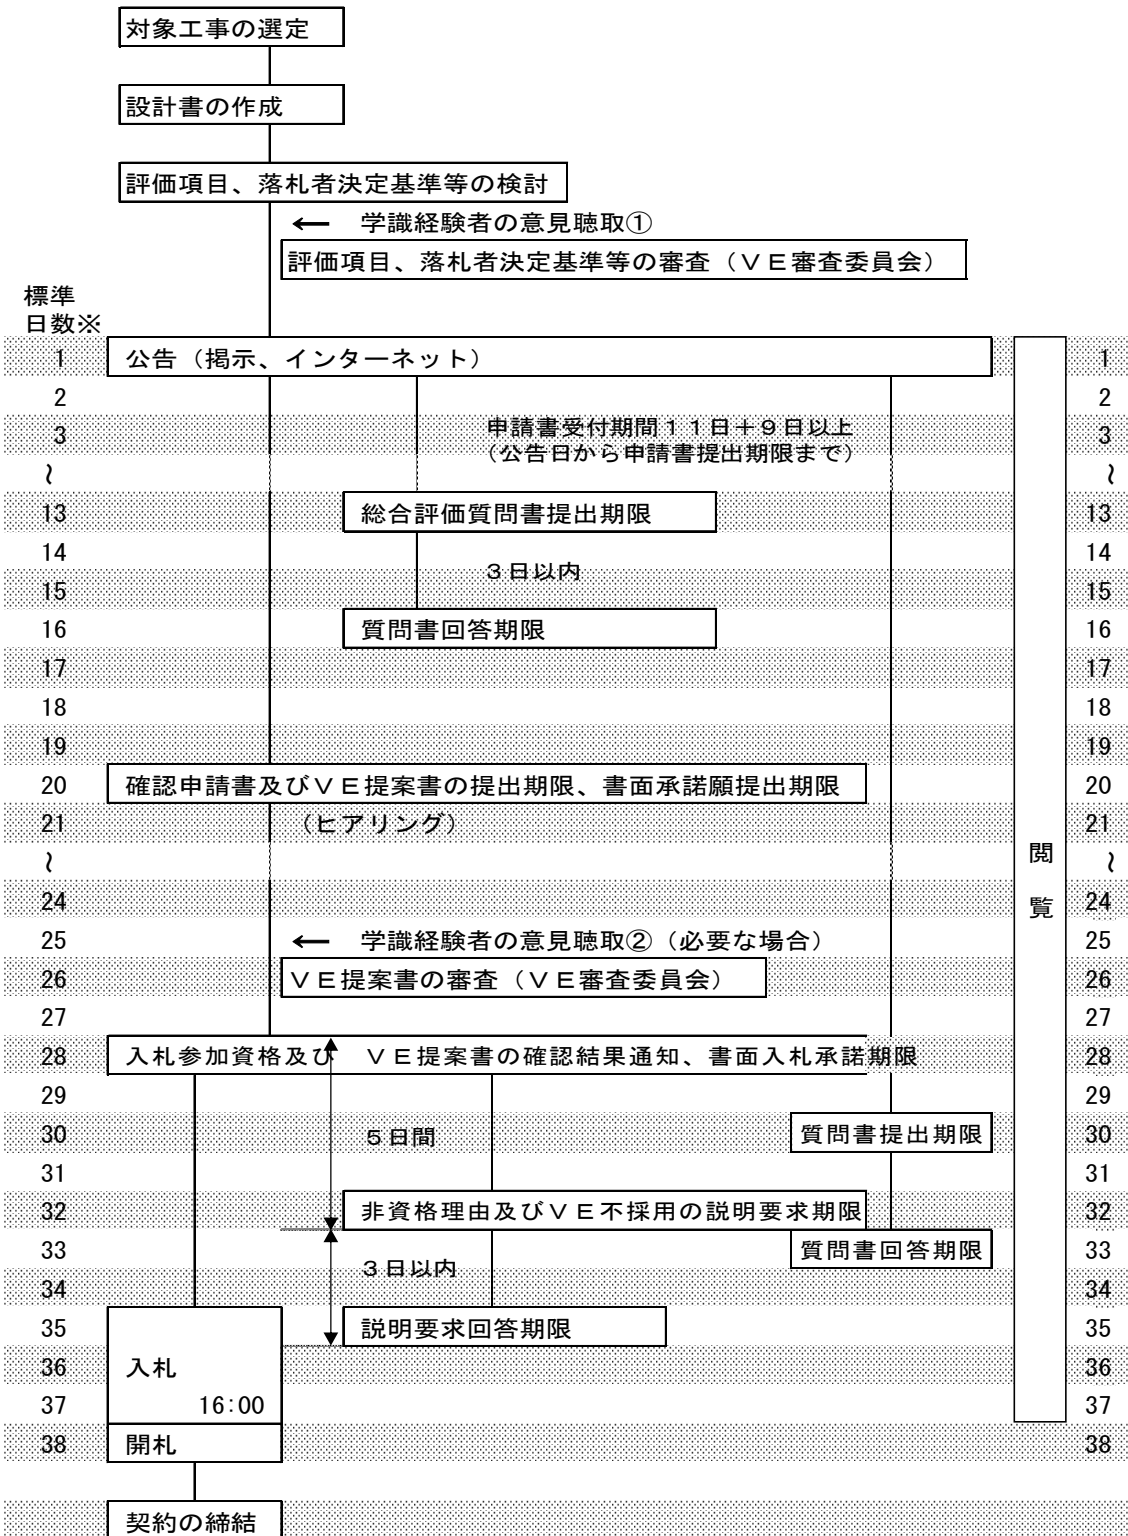 対象工事の選定
設計書の作成
評価項目、落札者決定基準等の検討
← 学識経験者の意見聴取①
評価項目、落札者決定基準等の審査（ＶＥ審査委員会）
標準
日数※
1 公告（掲示、インターネット） 1
2 2
3 申請書受付期間１１日＋９日以上 3
（公告日から申請書提出期限まで）
～ ～
13 総合評価質問書提出期限 13
14 14
３日以内
15 15
16 質問書回答期限 16
17 17
18 18
19 19
20 確認申請書及びＶＥ提案書の提出期限、書面承諾願提出期限 20
21 （ヒアリング） 21
～ 閲 ～
24 覧 24
25 ← 学識経験者の意見聴取②（必要な場合） 25
26 ＶＥ提案書の審査（ＶＥ審査委員会） 26
27 27
28 入札参加資格及び　ＶＥ提案書の確認結果通知、書面入札承諾期限 28
29 29
30 ５日間 質問書提出期限 30
31 31
32 非資格理由及びＶＥ不採用の説明要求期限 32
33 質問書回答期限 33
３日以内
34 34
35 説明要求回答期限 35
36 入札 36
37 16:00 37
38 開札 38
契約の締結